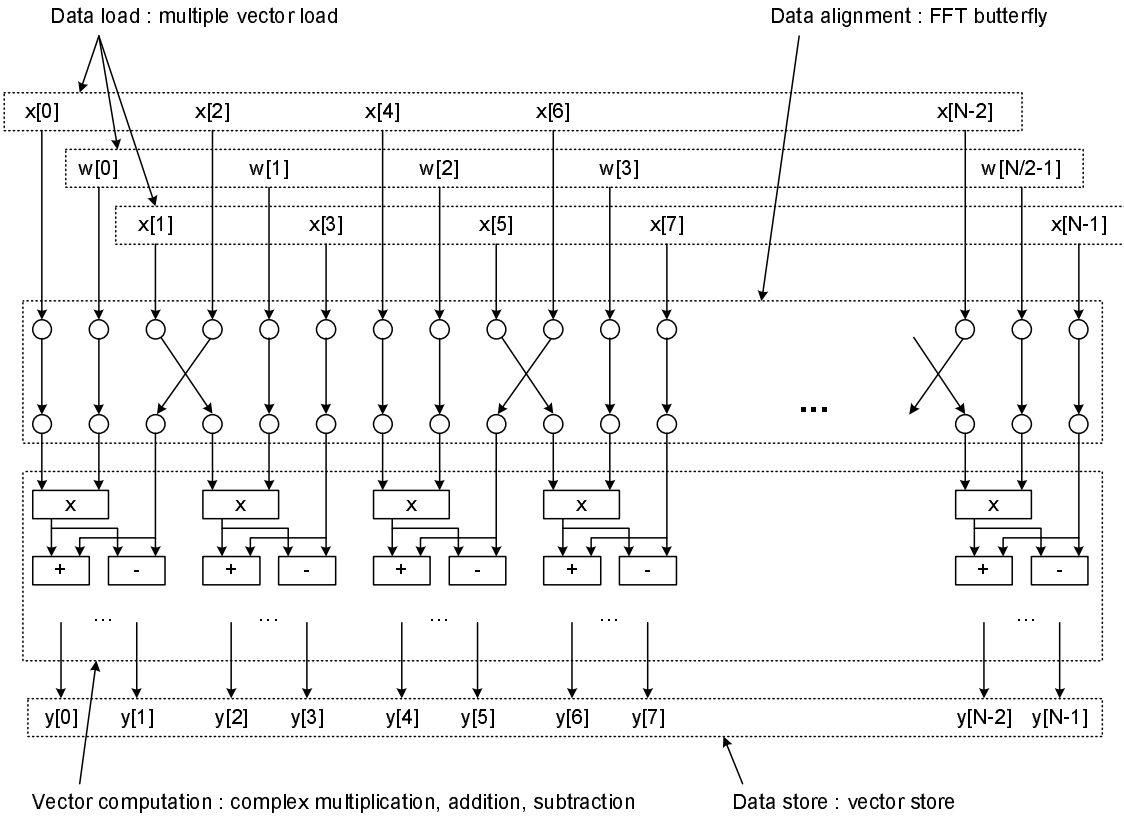 Data load : multiple vector load
Data alignment : FFT butterfly
x[0] x[2] x[4] x[6] x[N-2]
w[0] w[1] w[2] w[3] w[N/2-1]
x[1] x[3] x[5] x[7] x[N-1]
...
x x x x x
+ - + - + - + - + -
... ... ... ... ...
y[0] y[1] y[2] y[3] y[4] y[5] y[6] y[7] y[N-2] y[N-1]
Vector computation : complex multiplication, addition, subtraction
Data store : vector store